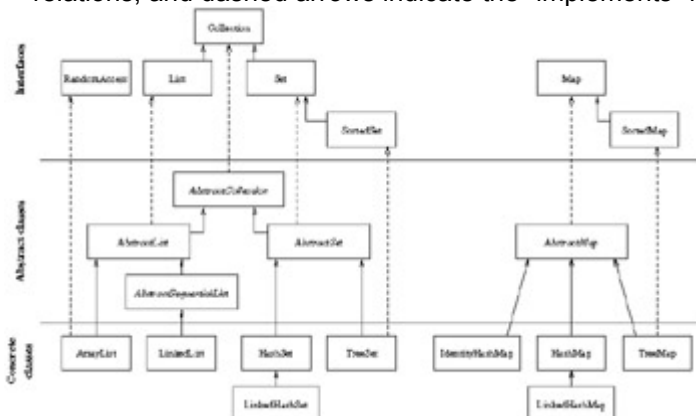 relations, and dashed arrows indicate the "implements"
Collection
Interfaces
RandomAccess
List
Set
Map
SortedSet
SortedMap
AbstractCollection
Abstract classes
AbstractList
AbstractSet
AbstractMap
AbstractSequentialList
Concrete
classes
ArrayList
LinkedList
HashSet
TreeSet
IdentityHashMap
HashMap
TreeMap
LinkedHashSet
LinkedHashMap